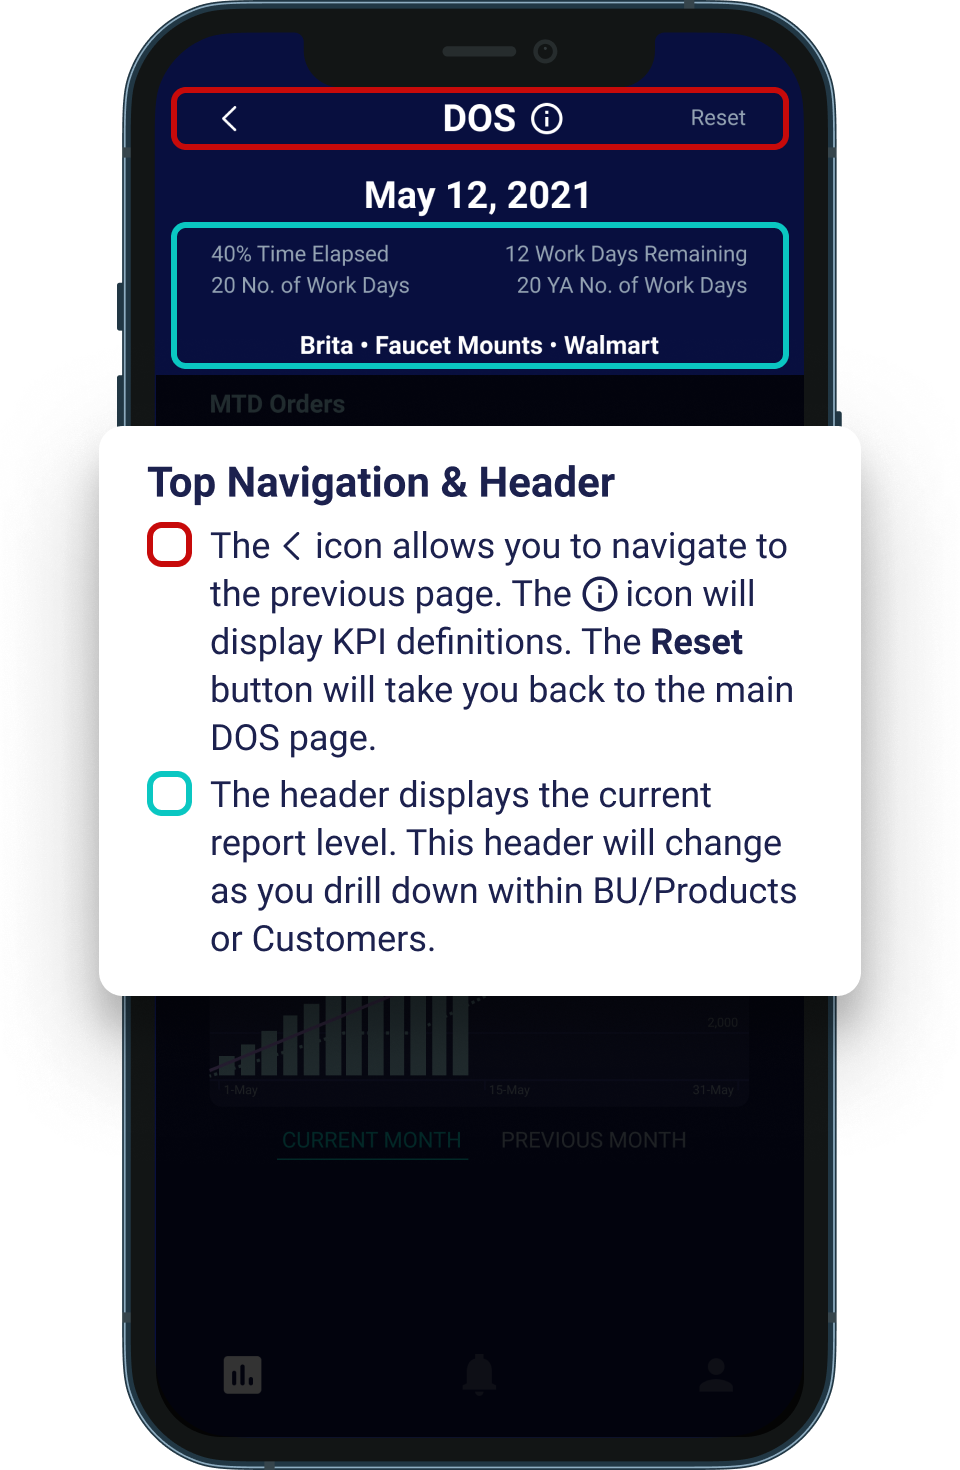 DOS
Reset
May 12, 2021
40% Time Elapsed
12 Work Days Remaining
20 No. of Work Days
20 YA No. of Work Days
Brita • Faucet Mounts • Walmart
MTD Orders
Top Navigation & Header
The < icon allows you to navigate to
the previous page. The ⓘ icon will
display KPI definitions. The Reset
button will take you back to the main
DOS page.
The header displays the current
report level. This header will change
as you drill down within BU/Products
or Customers.
2,000
1-May
15-May
31-May
CURRENT MONTH
PREVIOUS MONTH